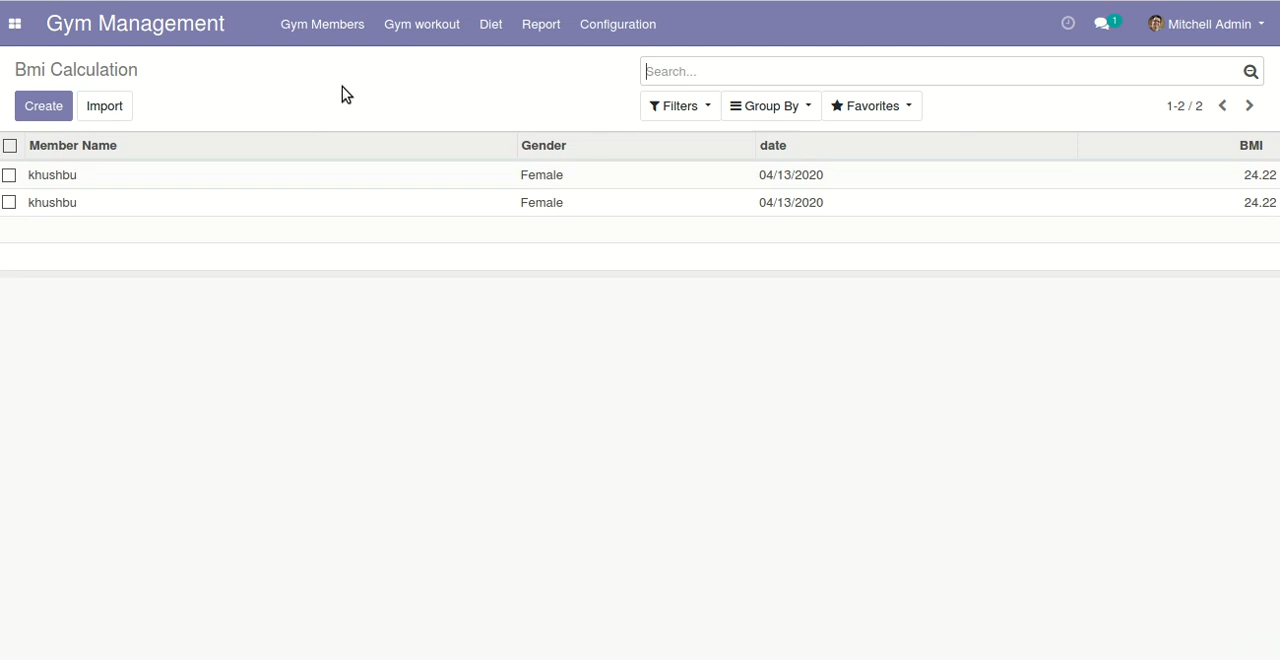 Gym Management Gym Members Gym workout Diet Report Configuration 1 Mitchell Admin
Bmi Calculation Search...
Create Import Filters Group By Favorites 1-2 / 2
Member Name Gender date BMI
khushbu Female 04/13/2020 24.22
khushbu Female 04/13/2020 24.22